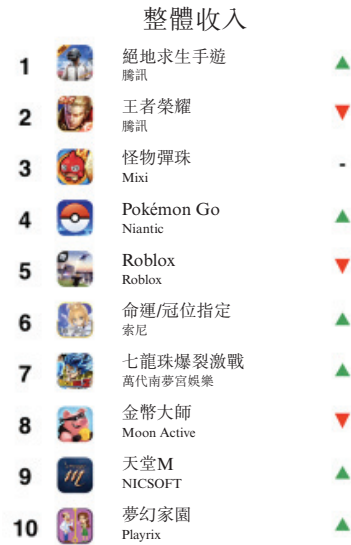 整體收入
1
絕地求生手遊
騰訊
2
王者榮耀
騰訊
3
怪物彈珠
Mixi
-
4
Pokémon Go
Niantic
5
Roblox
Roblox
6
命運/冠位指定
索尼
7
七龍珠爆裂激戰
萬代南夢宮娛樂
8
金幣大師
Moon Active
9
天堂M
NICSOFT
10
夢幻家園
Playrix